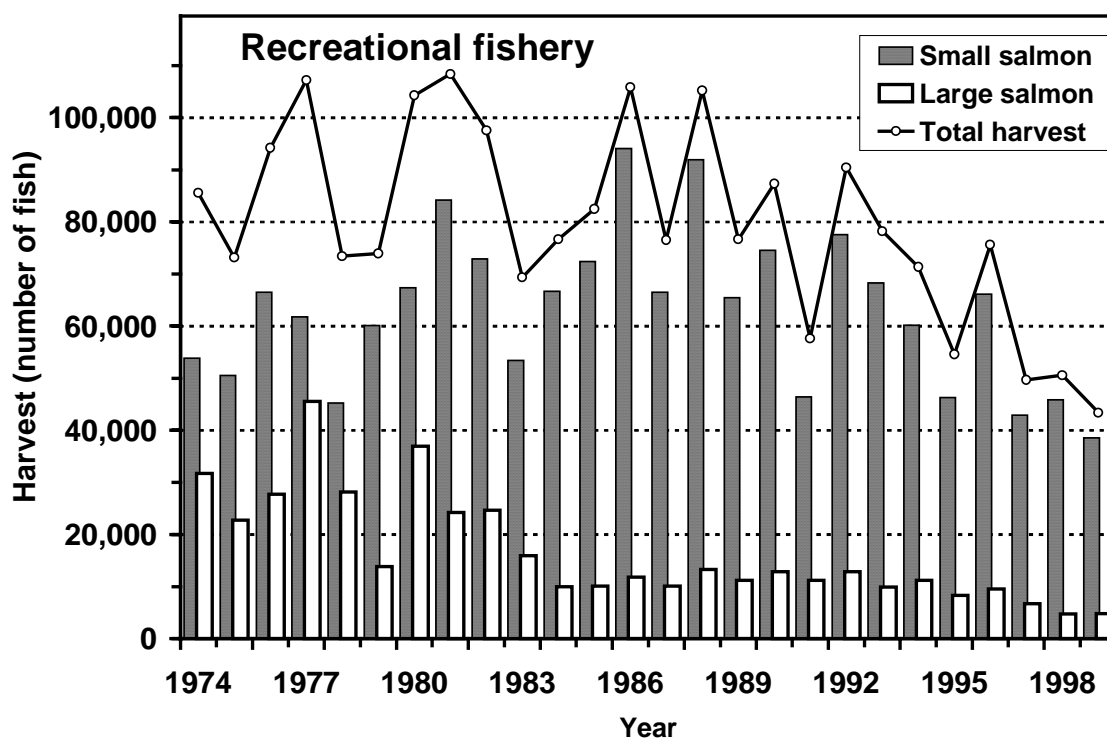 Recreational fishery
Small salmon
Large salmon
Total harvest
Harvest (number of fish)
100,000
80,000
60,000
40,000
20,000
0
1974 1977 1980 1983 1986 1989 1992 1995 1998
Year